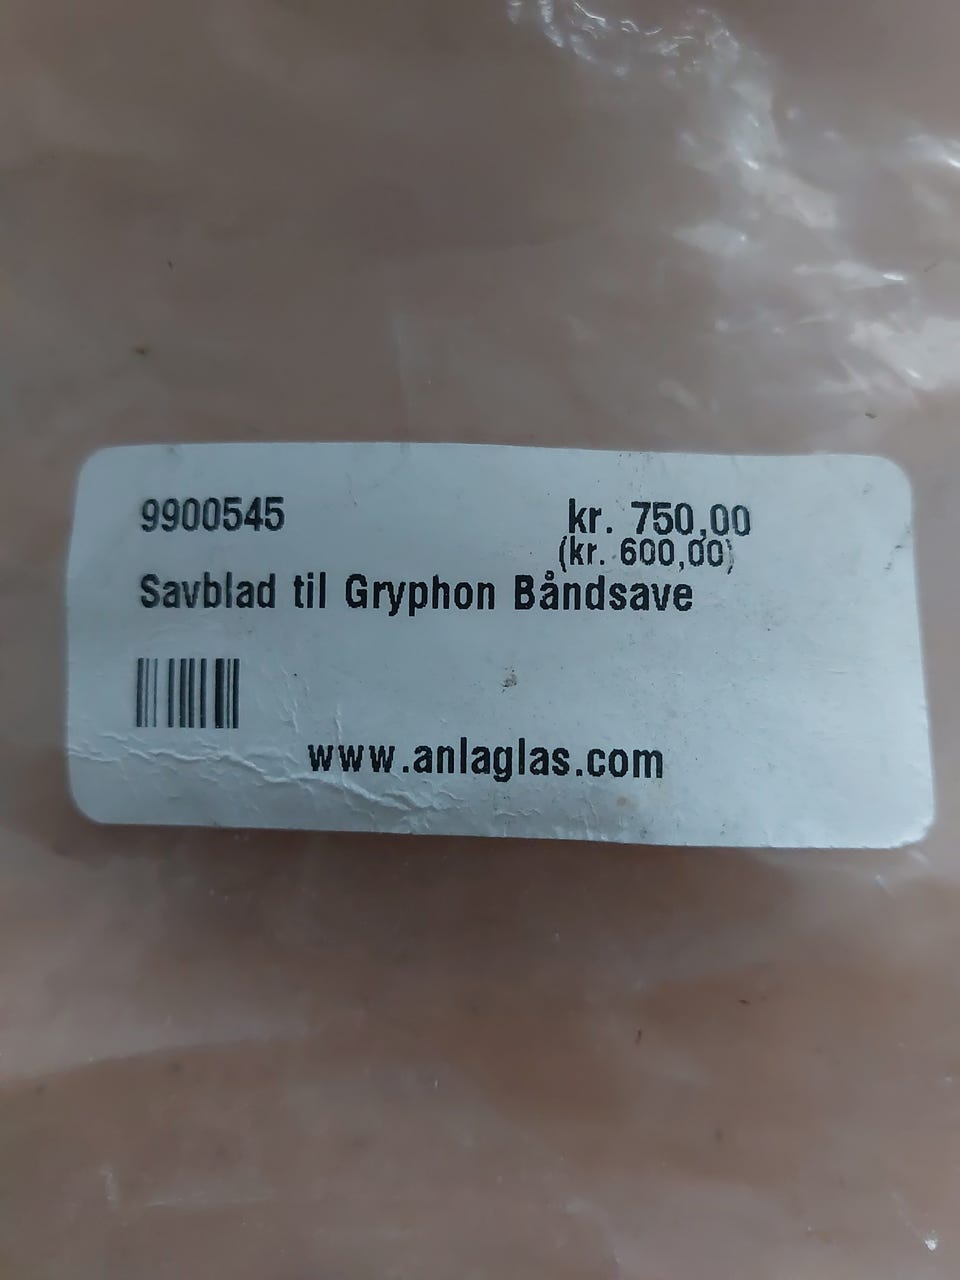 9900545 kr. 750,00
(kr. 600,00)
Savblad til Gryphon Båndsave
www.anlaglas.com